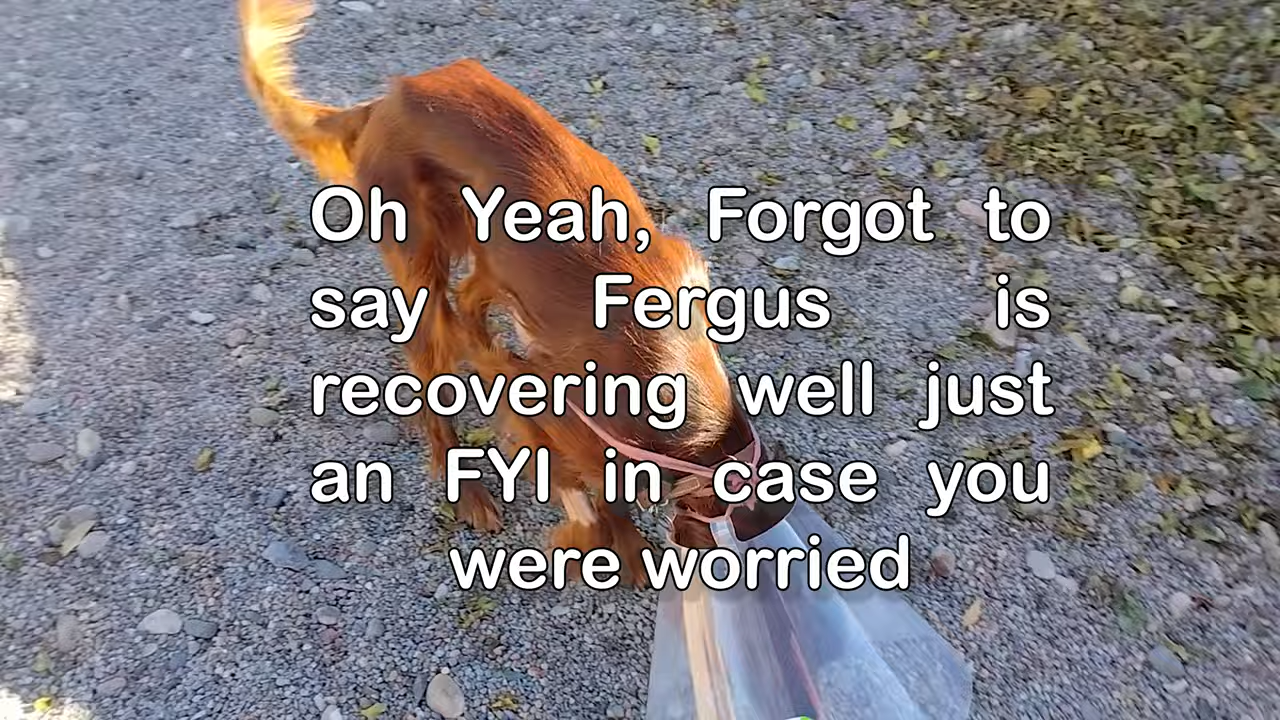 Oh Yeah, Forgot to
say Fergus is
recovering well just
an FYI in case you
were worried